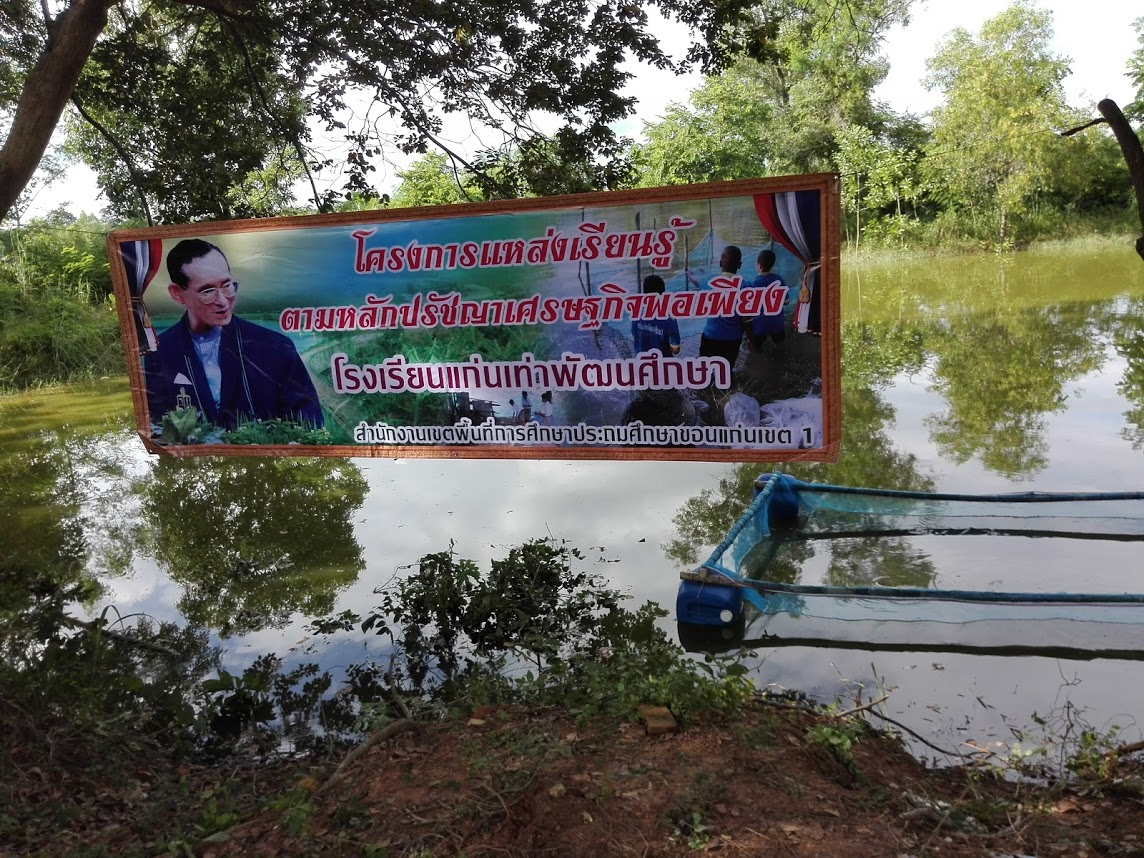 โครงการแหล่งเรียนรู้
ตามหลักปรัชญาเศรษฐกิจพอเพียง
โรงเรียนแก่นเท่าพัฒนศึกษา
สำนักงานเขตพื้นที่การศึกษาประถมศึกษาขอนแก่นเขต 1